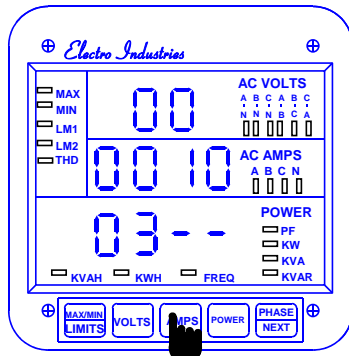 Electro Industries
MAX
MIN
LM1
LM2
THD
00
AC VOLTS
A B C A B C
N N N B C A
0010
AC AMPS
A B C N
03--
POWER
PF
KW
KVA
KVAR
KVAH KWH FREQ
MAX/MIN
LIMITS
VOLTS
AMPS
POWER
PHASE
NEXT